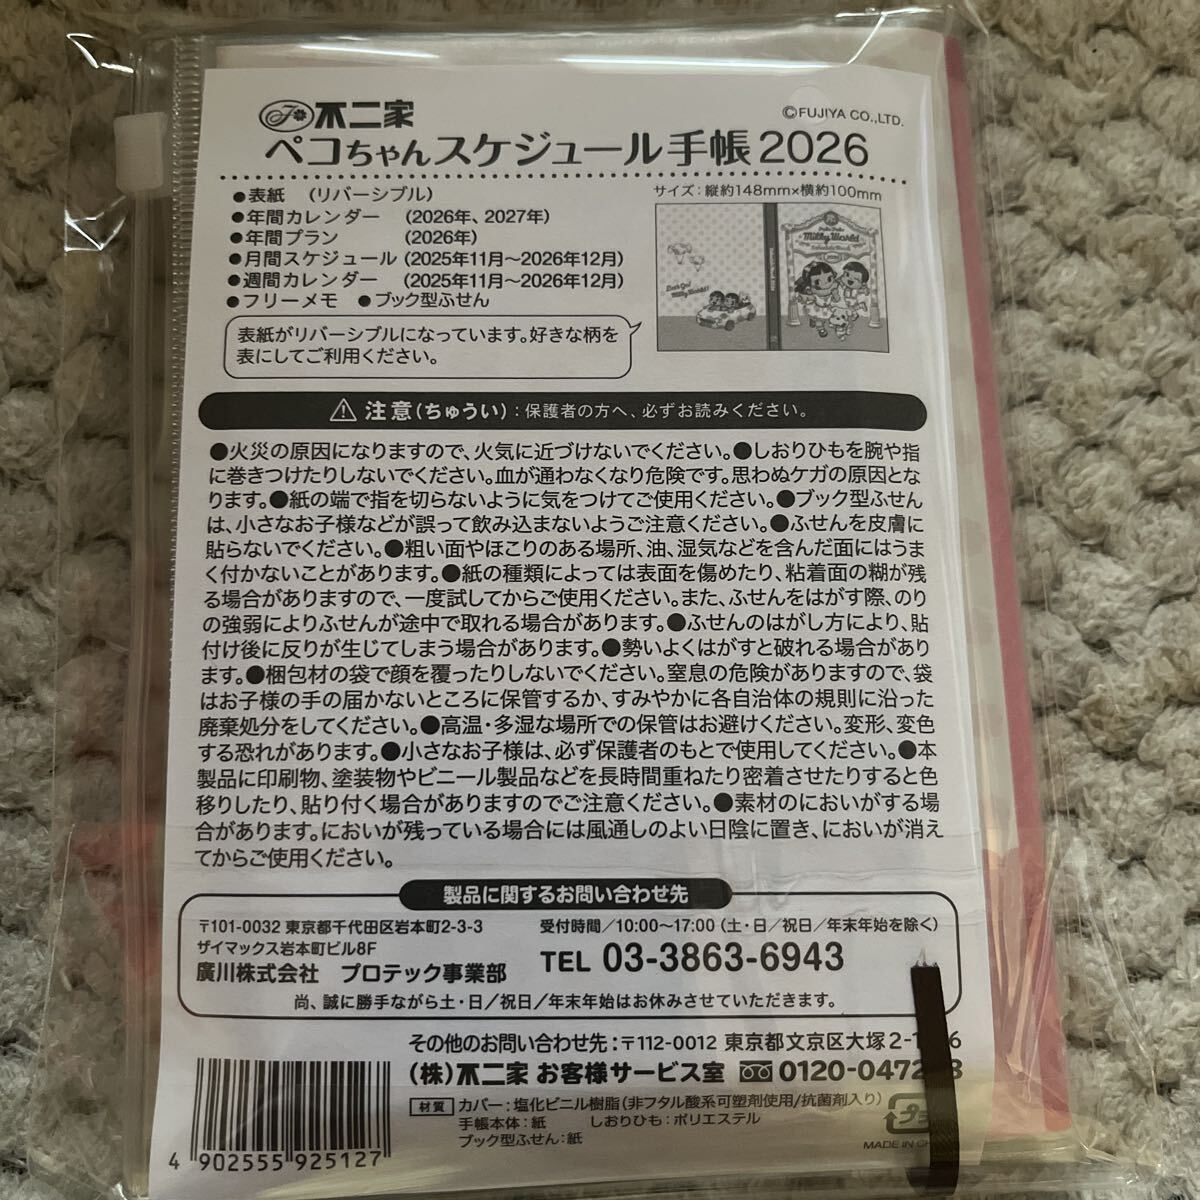 不二家
©FUJIYA CO.,LTD.
ペコちゃんスケジュール手帳2026
●表紙 (リバーシブル)
●年間カレンダー (2026年、2027年)
●年間プラン (2026年)
●月間スケジュール (2025年11月〜2026年12月)
●週間カレンダー (2025年11月〜2026年12月)
●フリーメモ ●ブック型ふせん
サイズ：縦約148mm×横約100mm
Milky World
表紙がリバーシブルになっています。好きな柄を
表にしてご利用ください。
⚠ 注意(ちゅうい)：保護者の方へ、必ずお読みください。
●火災の原因になりますので、火気に近づけないでください。●しおりひもを腕や指
に巻きつけたりしないでください。血が通わなくなり危険です。思わぬケガの原因とな
ります。●紙の端で指を切らないように気をつけてご使用ください。●ブック型ふせん
は、小さなお子様などが誤って飲み込まないようご注意ください。●ふせんを皮膚に
貼らないでください。●粗い面やほこりのある場所、油、湿気などを含んだ面にはうま
く付かないことがあります。●紙の種類によっては表面を傷めたり、粘着面の糊が残
る場合がありますので、一度試してからご使用ください。また、ふせんをはがす際、のり
の強弱によりふせんが途中で取れる場合があります。●ふせんのはがし方により、貼
付け後に反りが生じてしまう場合があります。●勢いよくはがすと破れる場合があり
ます。●梱包材の袋で顔を覆ったりしないでください。窒息の危険がありますので、袋
はお子様の手の届かないところに保管するか、すみやかに各自治体の規則に沿った
廃棄処分をしてください。●高温・多湿な場所での保管はお避けください。変形、変色
する恐れがあります。●小さなお子様は、必ず保護者のもとで使用してください。●本
製品に印刷物、塗装物やビニール製品などを長時間重ねたり密着させたりすると色
移りしたり、貼り付く場合がありますのでご注意ください。●素材のにおいがする場
合があります。においが残っている場合には風通しのよい日陰に置き、においが消え
てからご使用ください。
製品に関するお問い合わせ先
〒101-0032 東京都千代田区岩本町2-3-3
ザイマックス岩本町ビル8F
廣川株式会社 プロテック事業部
受付時間／10:00〜17:00 (土・日／祝日／年末年始を除く)
TEL 03-3863-6943
尚、誠に勝手ながら土・日／祝日／年末年始はお休みさせていただきます。
その他のお問い合わせ先：〒112-0012 東京都文京区大塚2-1 6
(株)不二家 お客様サービス室 0120-047 8
材質 カバー：塩化ビニル樹脂(非フタル酸系可塑剤使用/抗菌剤入り)
手帳本体：紙 しおりひも：ポリエステル
ブック型ふせん：紙
プラ
MADE IN CH
4 902555 925127